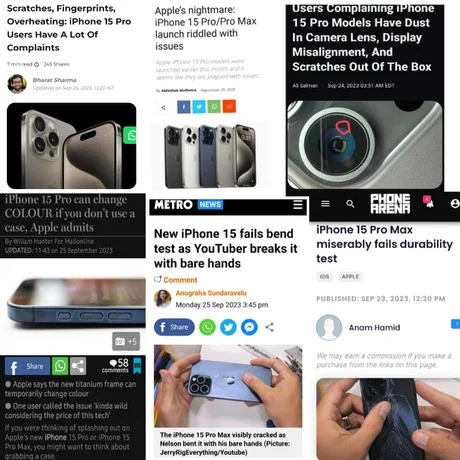 Scratches, Fingerprints,
Overheating: iPhone 15 Pro
Users Have A Lot Of
Complaints
7 min read 245 Shares
Bharat Sharma
Updated on Sep 24, 2023, 12:20 IST
Apple's nightmare:
iPhone 15 Pro/Pro Max
launch riddled with
issues
Apple iPhone 15 Pro models were
launched earlier this month and it
seems like they are plagued with issues.
By Abhishek Malhotra | September 25, 2023
Users Complaining iPhone
15 Pro Models Have Dust
In Camera Lens, Display
Misalignment, And
Scratches Out Of The Box
Ali Salman Sep 24, 2023 03:51 AM EDT
iPhone 15 Pro can change
COLOUR if you don't use a
case, Apple admits
By William Hunter For Mailonline
UPDATED: 11:43 on 25 September 2023
+5
Share
58
comments
Apple says the new titanium frame can
temporarily change colour
One user called the issue 'kinda wild
considering the price of this tech'
If you were thinking of splashing out on
Apple's new iPhone 15 Pro or iPhone 15
Pro Max, you might want to think about
grabbing a case.
METRO NEWS
New iPhone 15 fails bend
test as YouTuber breaks it
with bare hands
Comment
Anugraha Sundaravelu
Monday 25 Sep 2023 3:45 pm
Share
The iPhone 15 Pro Max visibly cracked as
Nelson bent it with his bare hands (Picture:
JerryRigEverything/Youtube)
PHONE
ARENA
iPhone 15 Pro Max
miserably fails durability
test
IOS APPLE
PUBLISHED: SEP 23, 2023, 12:20 PM
Anam Hamid
We may earn a commission if you make a
purchase from the links on this page.